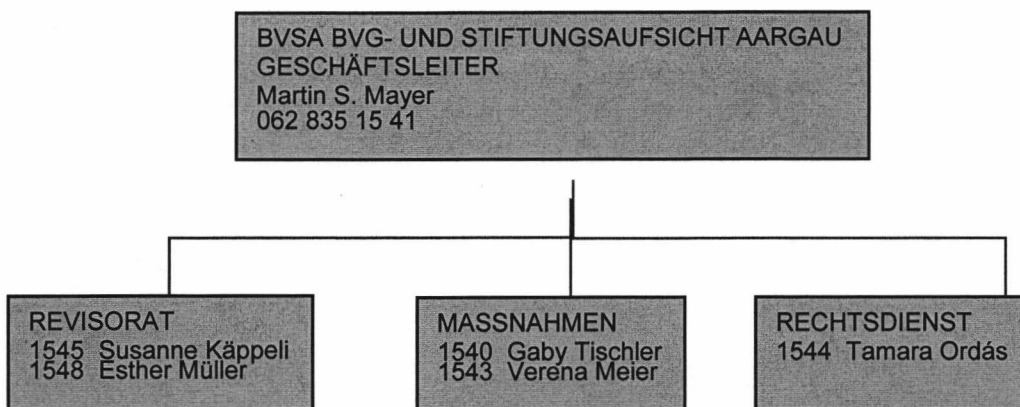 BVSA BVG- UND STIFTUNGSAUFSICHT AARGAU
GESCHÄFTSLEITER
Martin S. Mayer
062 835 15 41
REVISORAT
1545 Susanne Käppeli
1548 Esther Müller
MASSNAHMEN
1540 Gaby Tischler
1543 Verena Meier
RECHTSDIENST
1544 Tamara Ordás